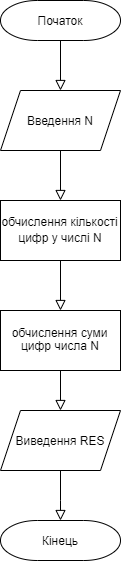 Початок
Введення N
обчислення кількості
цифр у числі N
обчислення суми
цифр числа N
Виведення RES
Кінець